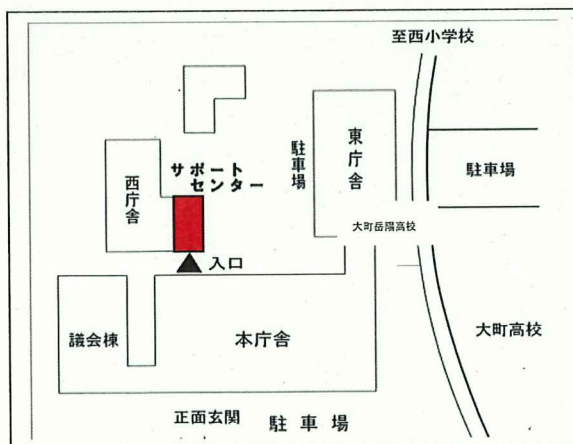 至西小学校
サポート
センター
西庁舎
駐車場
東庁舎
駐車場
大町岳陽高校
入口
議会棟
本庁舎
大町高校
正面玄関
駐車場